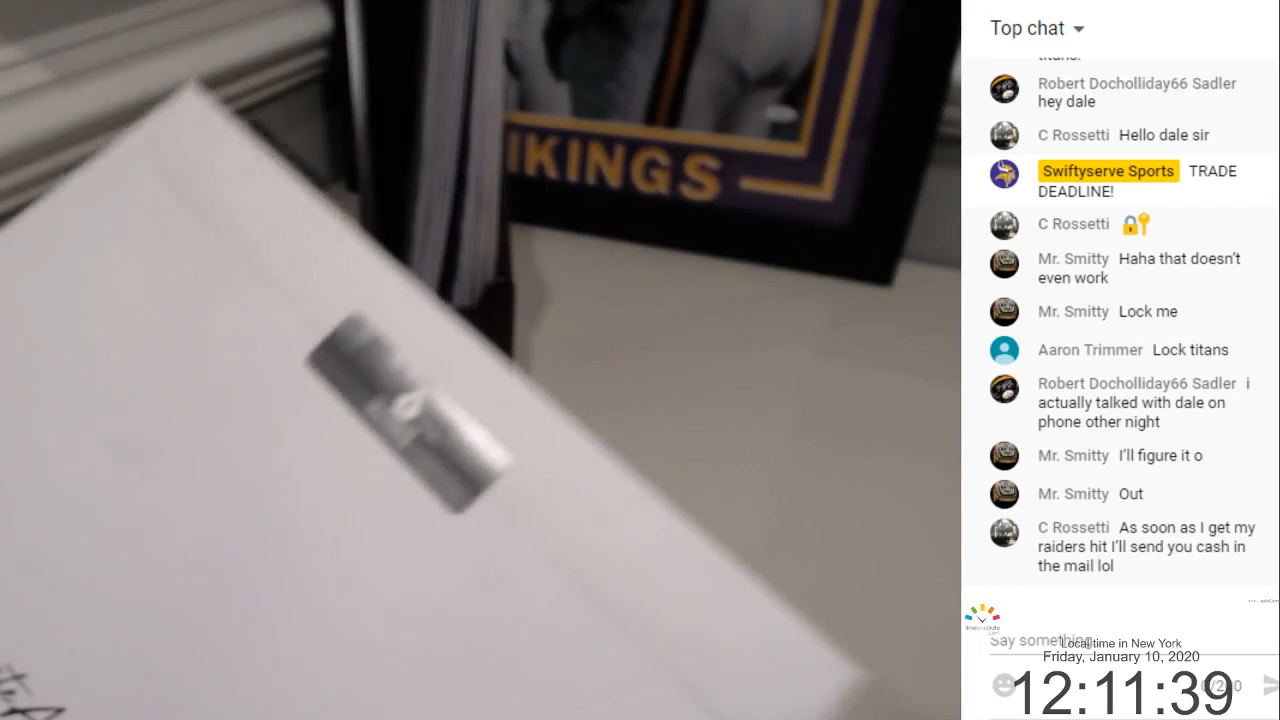 IKINGS
Top chat
titans!
Robert Docholliday66 Sadler
hey dale
C Rossetti Hello dale sir
Swiftyserve Sports TRADE
DEADLINE!
C Rossetti 🔒🔑
Mr. Smitty Haha that doesn't
even work
Mr. Smitty Lock me
Aaron Trimmer Lock titans
Robert Docholliday66 Sadler i
actually talked with dale on
phone other night
Mr. Smitty I'll figure it o
Mr. Smitty Out
C Rossetti As soon as I get my
raiders hit I'll send you cash in
the mail lol
timeanddate
.com
Say something...
Local time in New York
Friday, January 10, 2020
12:11:39